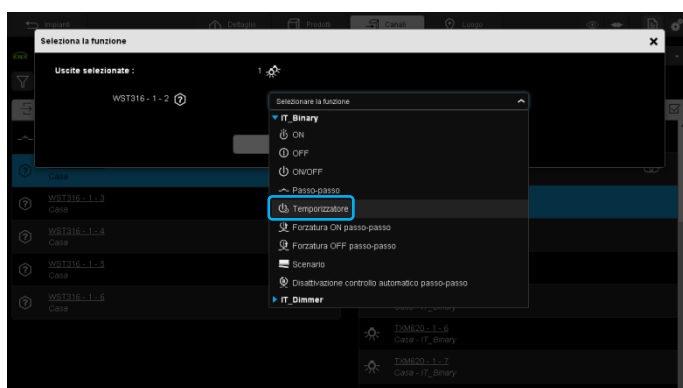 Impianti
Dettaglio
Prodotti
Canali
Luogo
Seleziona la funzione
KNX
Uscite selezionate :
1
WST316 - 1 - 2
Selezionare la funzione
IT_Binary
ON
OFF
ON/OFF
Passo-passo
Temporizzatore
Forzatura ON passo-passo
Forzatura OFF passo-passo
Scenario
Disattivazione controllo automatico passo-passo
IT_Dimmer
Casa
WST316 - 1 - 3
Casa
WST316 - 1 - 4
Casa
WST316 - 1 - 5
Casa
WST316 - 1 - 6
Casa
Casa - IT_Binary
TXM620 - 1 - 6
Casa - IT_Binary
TXM620 - 1 - 7
Casa - IT_Binary